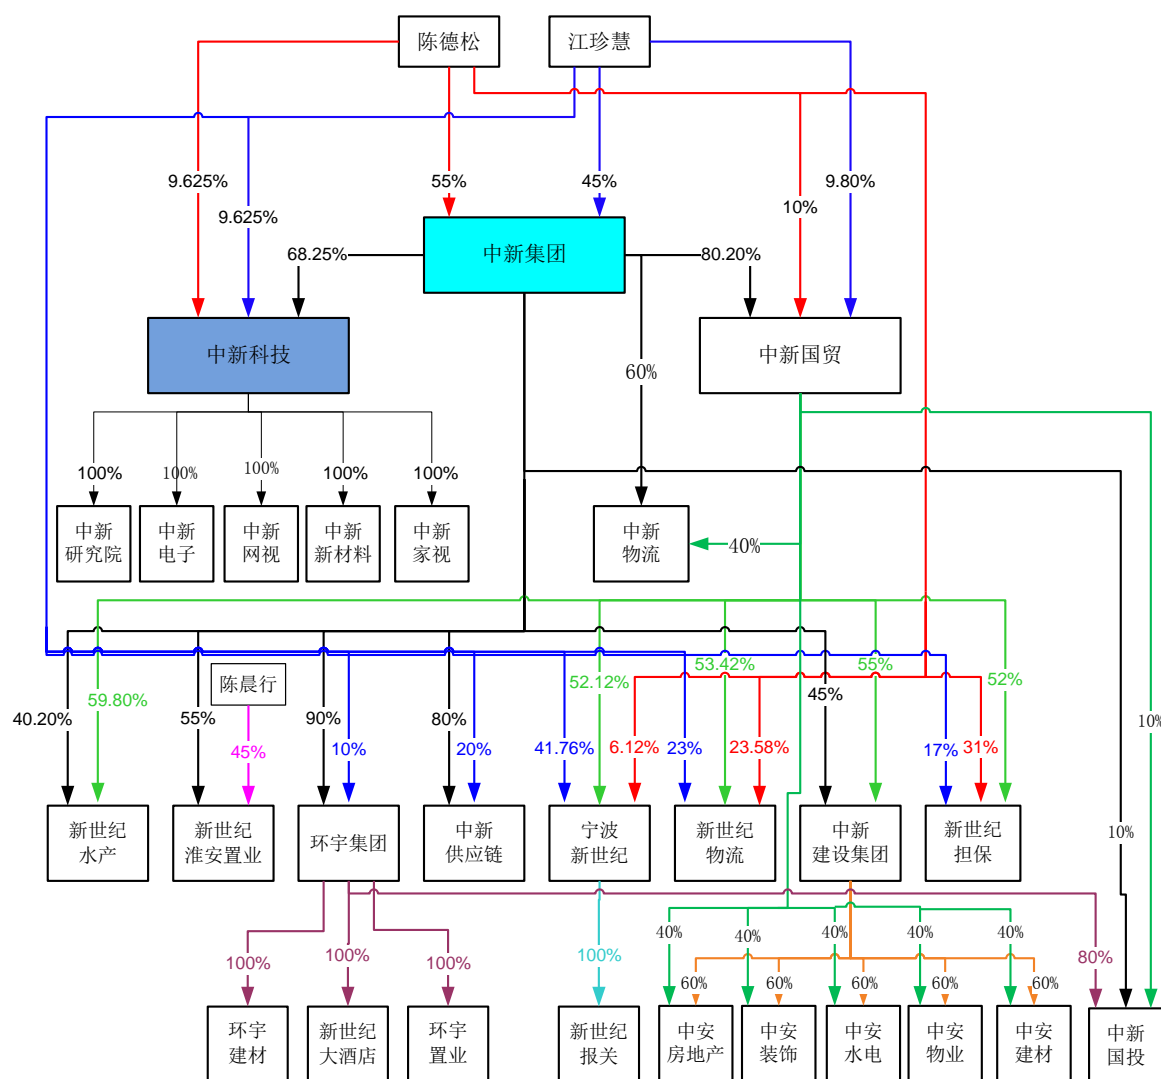 陈德松
江珍慧
9.625%
55%
45%
9.80%
9.625%
10%
中新集团
68.25%
80.20%
中新科技
中新国贸
60%
100%
100%
100%
100%
100%
中新
研究院
中新
电子
中新
网视
中新
新材料
中新
家视
中新
物流
40%
陈晨行
53.42%
55%
52.12%
52%
59.80%
45%
10%
40.20%
55%
90%
80%
45%
10%
20%
41.76%
6.12%
23%
23.58%
17%
31%
新世纪
水产
新世纪
淮安置业
环宇集团
中新
供应链
宁波
新世纪
新世纪
物流
中新
建设集团
新世纪
担保
10%
40%
40%
40%
40%
40%
100%
100%
100%
100%
80%
60%
60%
60%
60%
60%
环宇
建材
新世纪
大酒店
环宇
置业
新世纪
报关
中安
房地产
中安
装饰
中安
水电
中安
物业
中安
建材
中新
国投